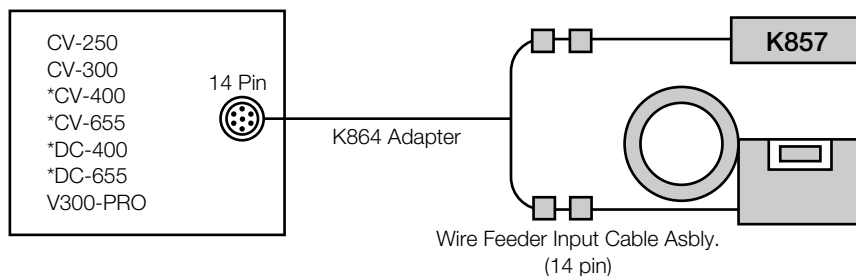 CV-250
CV-300
*CV-400
*CV-655
*DC-400
*DC-655
V300-PRO
14 Pin
K864 Adapter
K857
Wire Feeder Input Cable Asbly.
(14 pin)